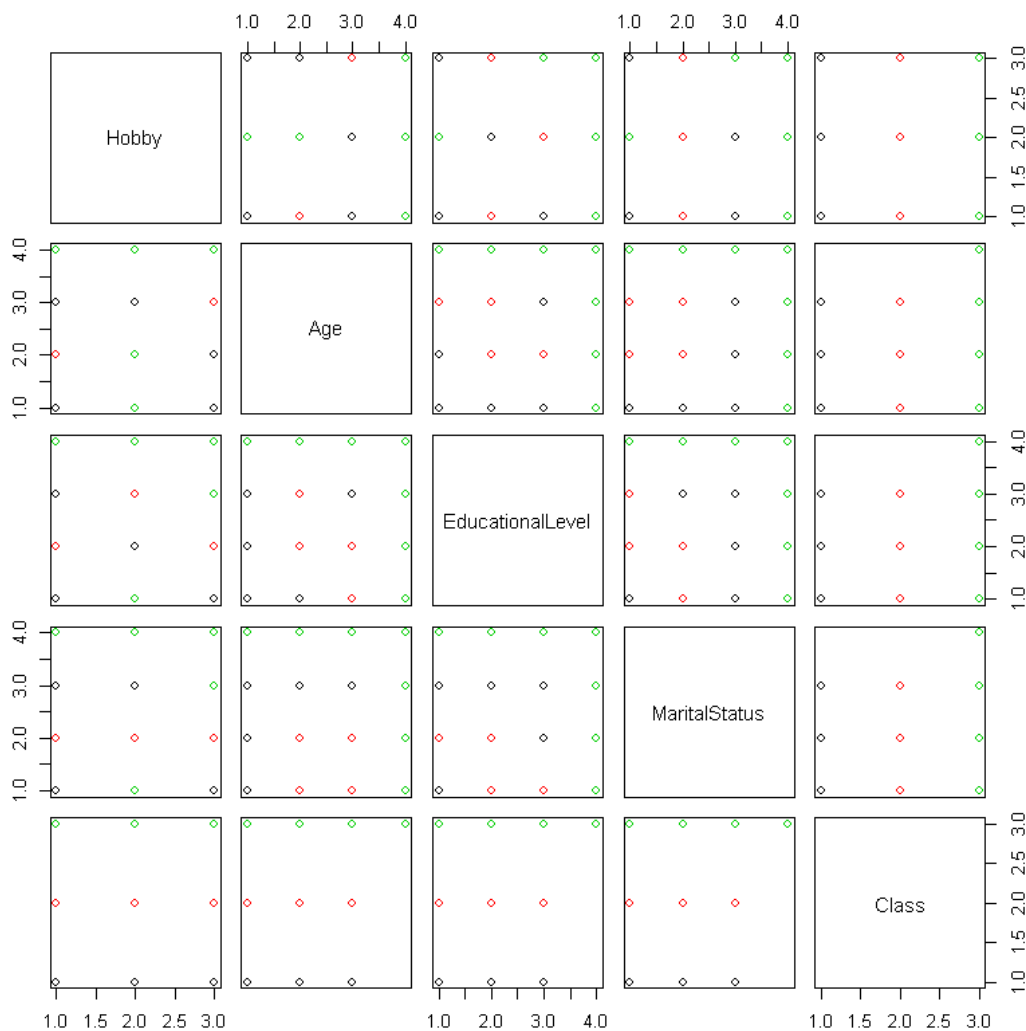 1.0 2.0 3.0 4.0 1.0 2.0 3.0 4.0
Hobby
1.0 1.5 2.0 2.5 3.0
1.0 2.0 3.0 4.0
Age
EducationalLevel
1.0 2.0 3.0 4.0
1.0 2.0 3.0 4.0
MaritalStatus
Class
1.0 1.5 2.0 2.5 3.0
1.0 1.5 2.0 2.5 3.0 1.0 2.0 3.0 4.0 1.0 1.5 2.0 2.5 3.0